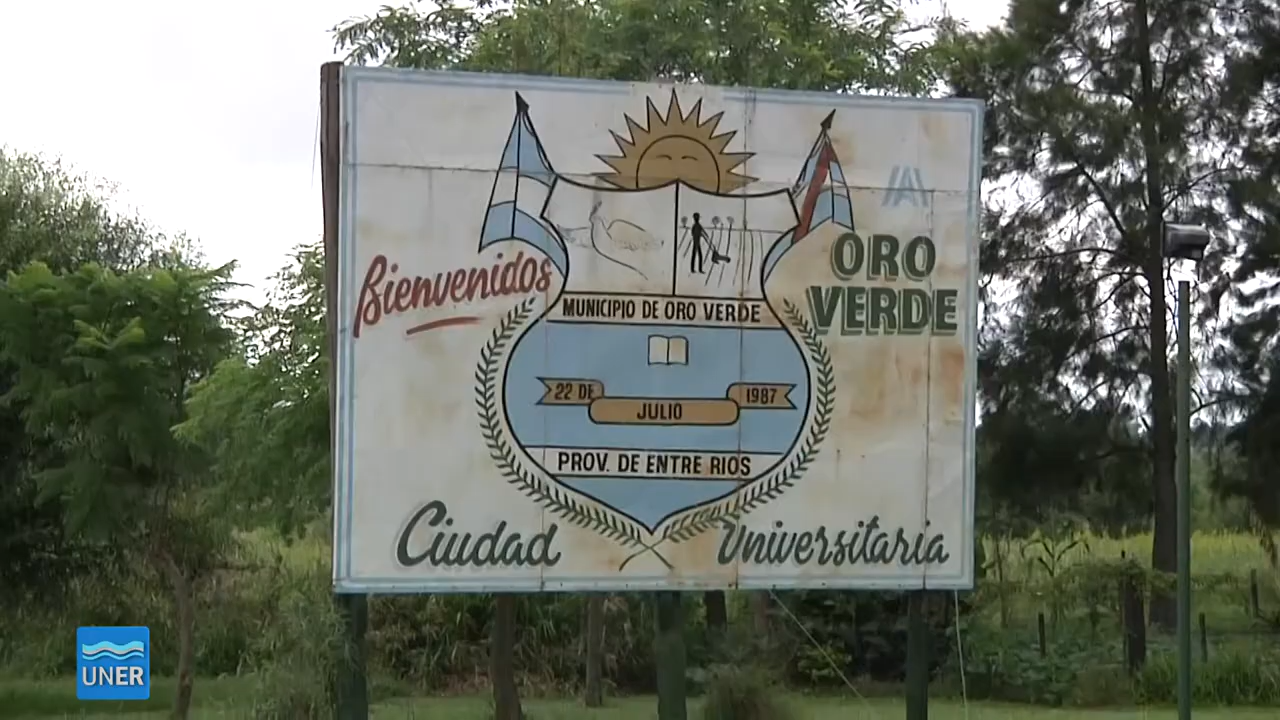 Bienvenidos
ORO
VERDE
MUNICIPIO DE ORO VERDE
22 DE
JULIO
1987
PROV. DE ENTRE RIOS
Ciudad Universitaria
UNER